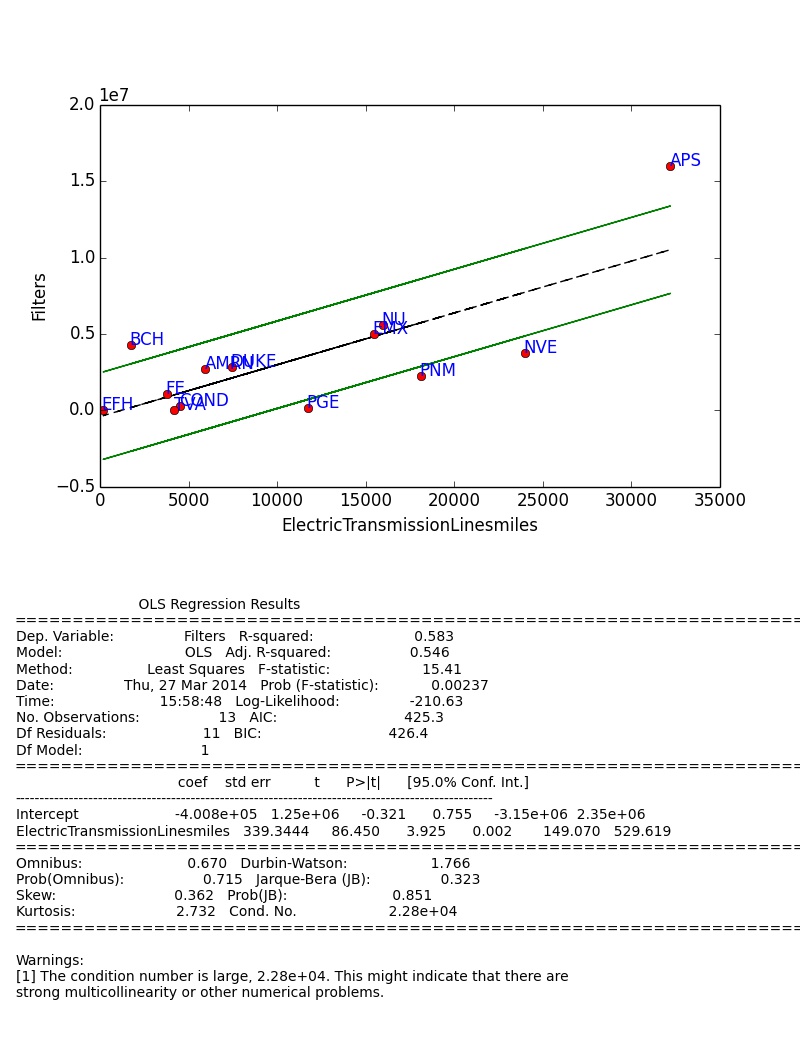 1e7
2.0
1.5
1.0
0.5
0.0
−0.5
Filters
APS
BCH
NU
EMX
AMRN
DUKE
NVE
PNM
FE
EFH
TVA
COND
PGE
0 5000 10000 15000 20000 25000 30000 35000
ElectricTransmissionLinesmiles
OLS Regression Results
==============================================================================
Dep. Variable: Filters R-squared: 0.583
Model: OLS Adj. R-squared: 0.546
Method: Least Squares F-statistic: 15.41
Date: Thu, 27 Mar 2014 Prob (F-statistic): 0.00237
Time: 15:58:48 Log-Likelihood: -210.63
No. Observations: 13 AIC: 425.3
Df Residuals: 11 BIC: 426.4
Df Model: 1
==============================================================================
coef std err t P>|t| [95.0% Conf. Int.]
------------------------------------------------------------------------------
Intercept -4.008e+05 1.25e+06 -0.321 0.755 -3.15e+06 2.35e+06
ElectricTransmissionLinesmiles 339.3444 86.450 3.925 0.002 149.070 529.619
==============================================================================
Omnibus: 0.670 Durbin-Watson: 1.766
Prob(Omnibus): 0.715 Jarque-Bera (JB): 0.323
Skew: 0.362 Prob(JB): 0.851
Kurtosis: 2.732 Cond. No. 2.28e+04
==============================================================================
Warnings:
[1] The condition number is large, 2.28e+04. This might indicate that there are
strong multicollinearity or other numerical problems.